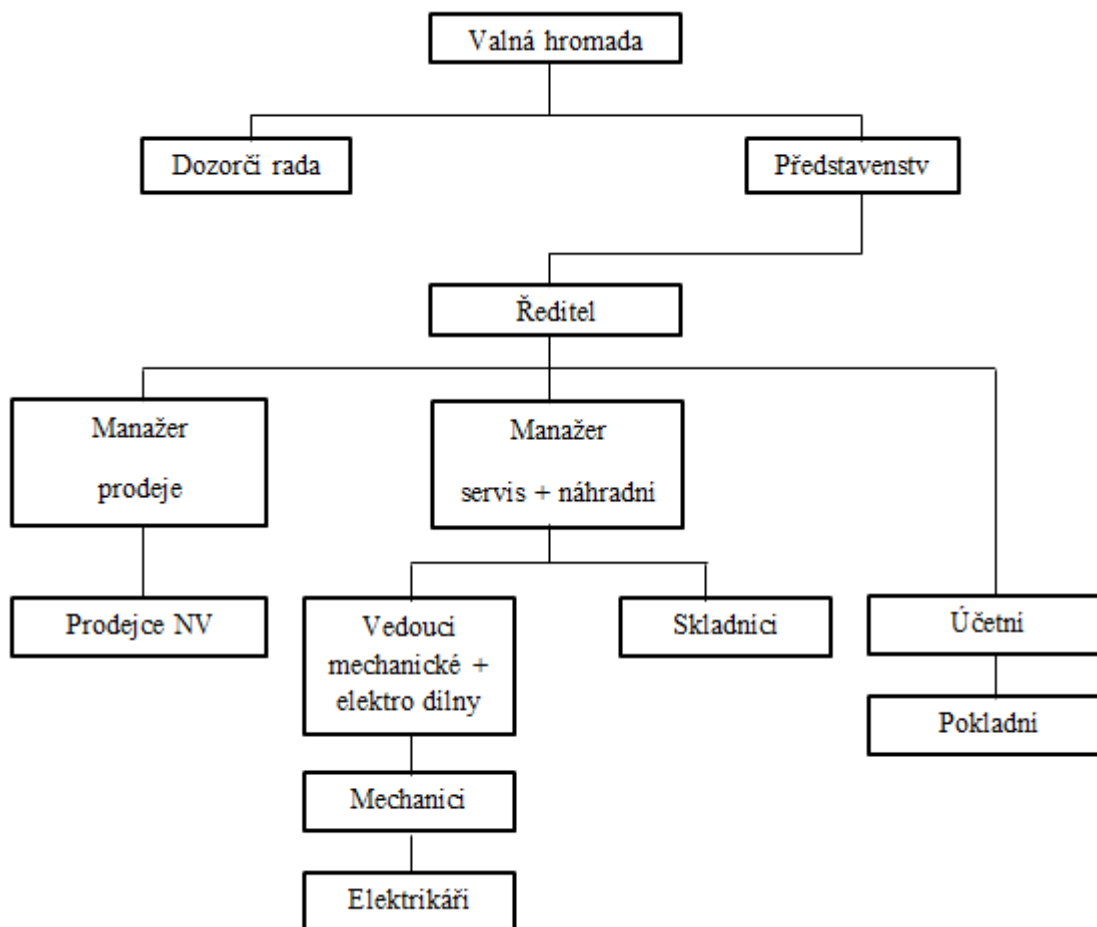 Valná hromada
Dozorčí rada
Představenstv
Ředitel
Manažer
prodeje
Manažer
servis + náhradní
Prodejce NV
Vedoucí
mechanické +
elektro dílny
Skladníci
Účetní
Pokladní
Mechanici
Elektrikáři